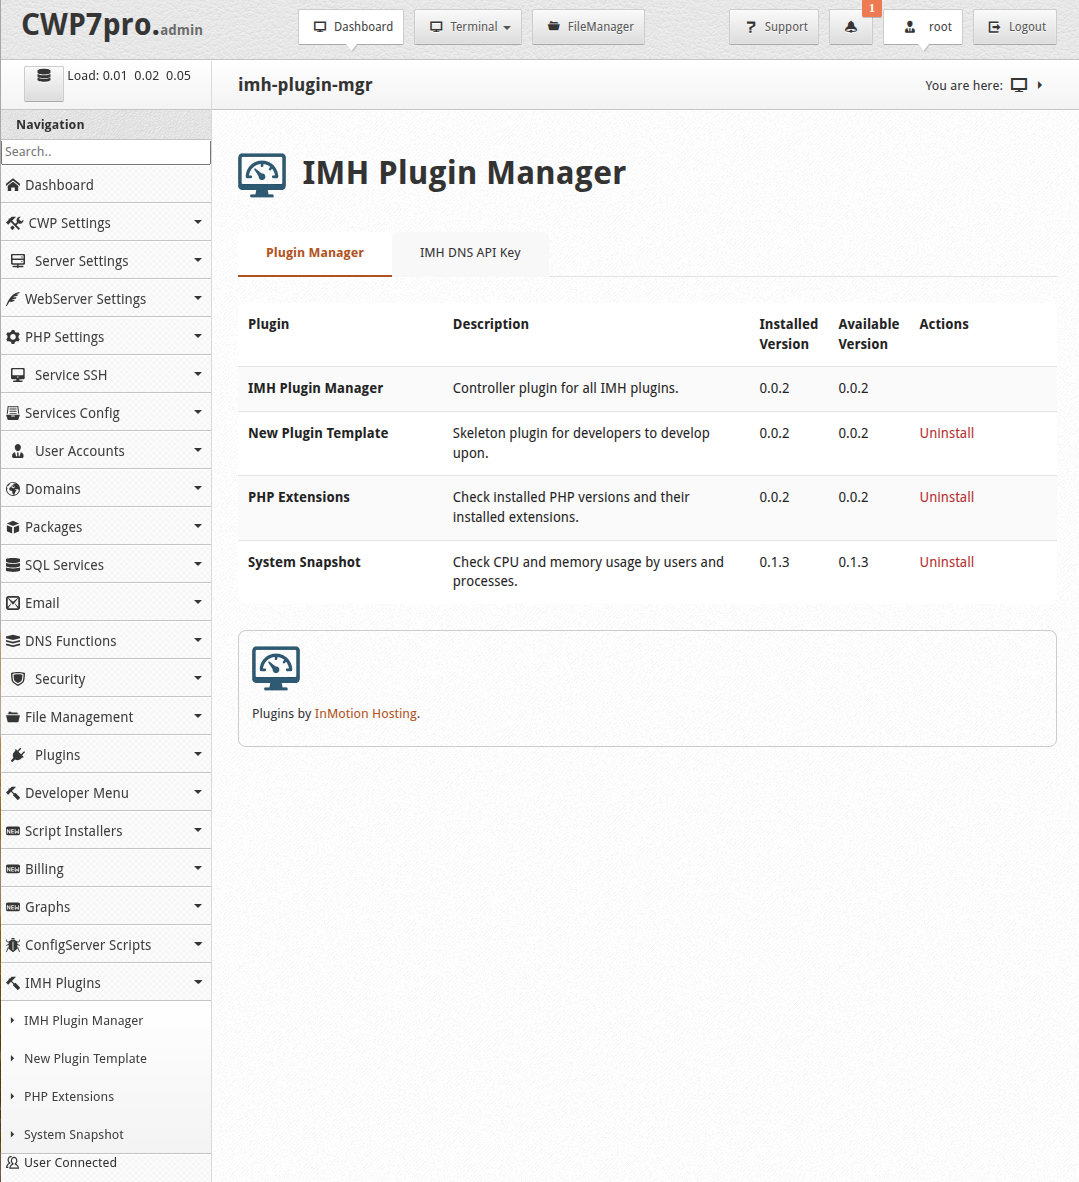 CWP7pro.admin
Dashboard
Terminal
FileManager
Support
1
root
Logout
Load: 0.01 0.02 0.05
imh-plugin-mgr
You are here:
Navigation
Search..
Dashboard
CWP Settings
Server Settings
WebServer Settings
PHP Settings
Service SSH
Services Config
User Accounts
Domains
Packages
SQL Services
Email
DNS Functions
Security
File Management
Plugins
Developer Menu
NEW Script Installers
NEW Billing
NEW Graphs
ConfigServer Scripts
IMH Plugins
IMH Plugin Manager
New Plugin Template
PHP Extensions
System Snapshot
User Connected
IMH Plugin Manager
Plugin Manager
IMH DNS API Key
Plugin Description Installed Version Available Version Actions
IMH Plugin Manager Controller plugin for all IMH plugins. 0.0.2 0.0.2
New Plugin Template Skeleton plugin for developers to develop upon. 0.0.2 0.0.2 Uninstall
PHP Extensions Check installed PHP versions and their installed extensions. 0.0.2 0.0.2 Uninstall
System Snapshot Check CPU and memory usage by users and processes. 0.1.3 0.1.3 Uninstall
Plugins by InMotion Hosting.